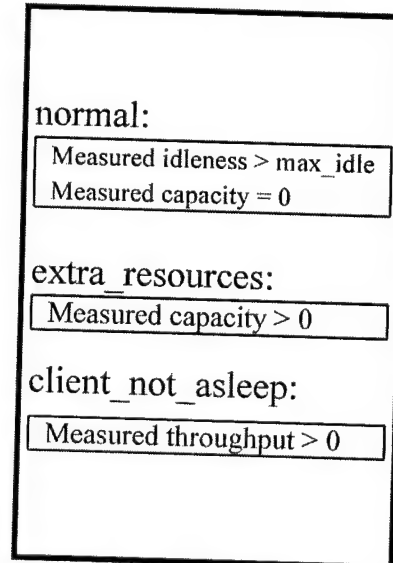 normal:
Measured idleness > max_idle
Measured capacity = 0
extra_resources:
Measured capacity > 0
client_not_asleep:
Measured throughput > 0